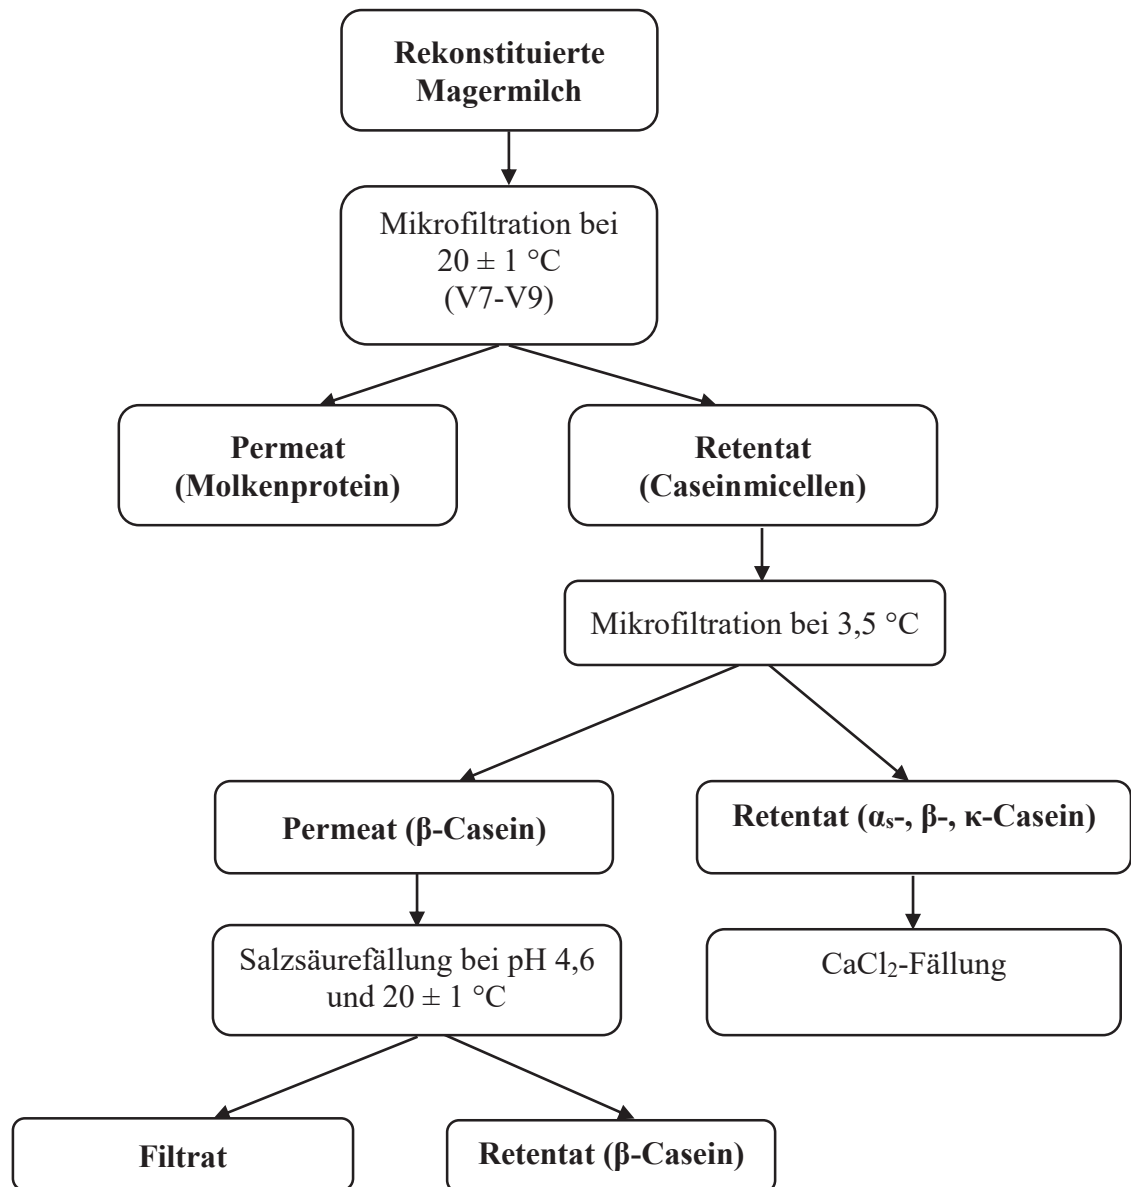 Rekonstituierte
Magermilch
Mikrofiltration bei
20 ± 1 °C
(V7-V9)
Permeat
(Molkenprotein)
Retentat
(Caseinmicellen)
Mikrofiltration bei 3,5 °C
Permeat (β-Casein)
Retentat (αₛ-, β-, κ-Casein)
Salzsäurefällung bei pH 4,6
und 20 ± 1 °C
CaCl₂-Fällung
Filtrat
Retentat (β-Casein)